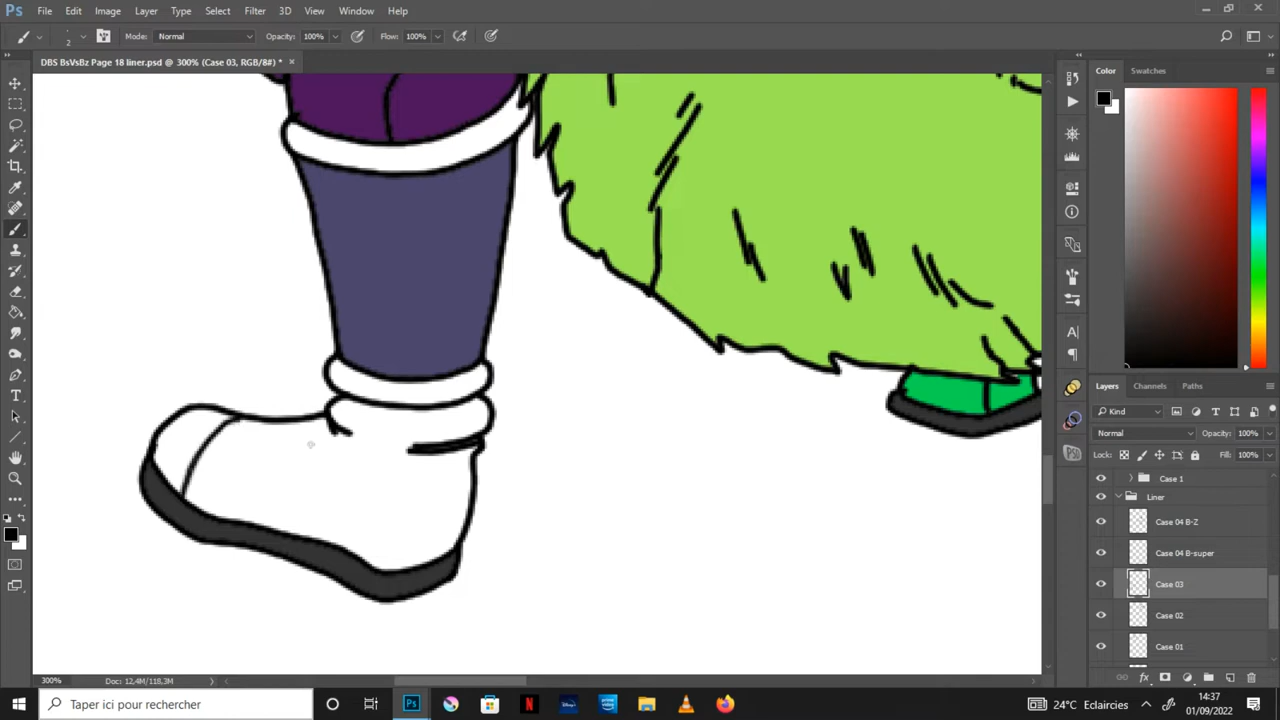 Ps File Edit Image Layer Type Select Filter 3D View Window Help
2 Mode: Normal Opacity: 100% Flow: 100%
DBS BsVsBz Page 18 liner.psd @ 300% (Case 03, RGB/8#) * ×
Color Swatches
Layers Channels Paths
Kind
Normal Opacity: 100%
Lock: Fill: 100%
Case 1
Liner
Case 04 B-Z
Case 04 B-super
Case 03
Case 02
Case 01
300% Doc: 12,4M/118,3M
Taper ici pour rechercher
24°C Eclaircies
14:37
01/09/2022